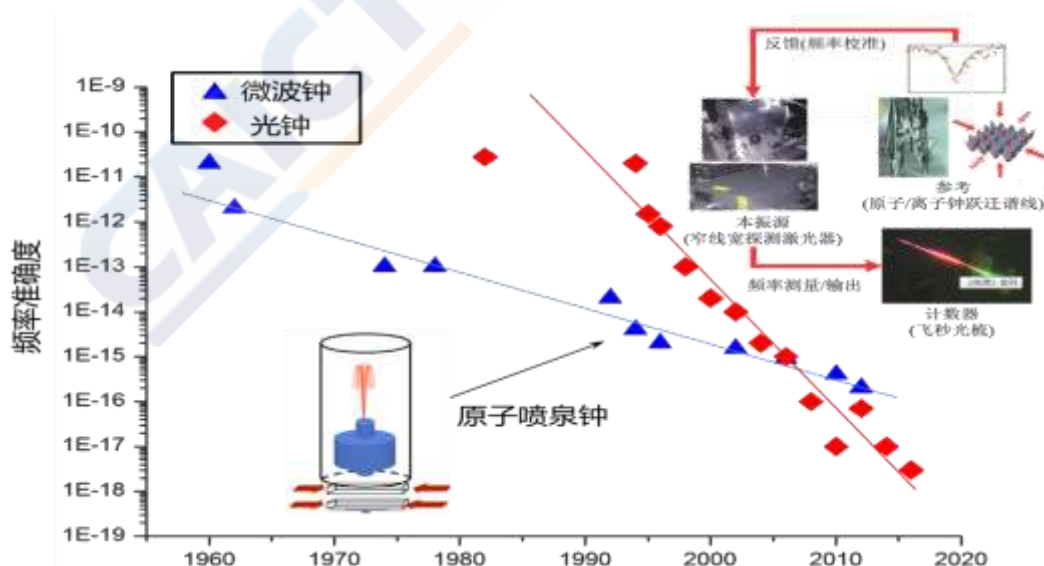 CAICT
反馈(频率校准)
1E-9
微波钟
光钟
1E-10
1E-11
1E-12
1E-13
1E-14
1E-15
1E-16
1E-17
1E-18
1E-19
频率准确度
参考
(原子/离子钟跃迁谱线)
本振源
(窄线宽探测激光器)
频率测量/输出
计数器
(飞秒光梳)
原子喷泉钟
1960
1970
1980
1990
2000
2010
2020